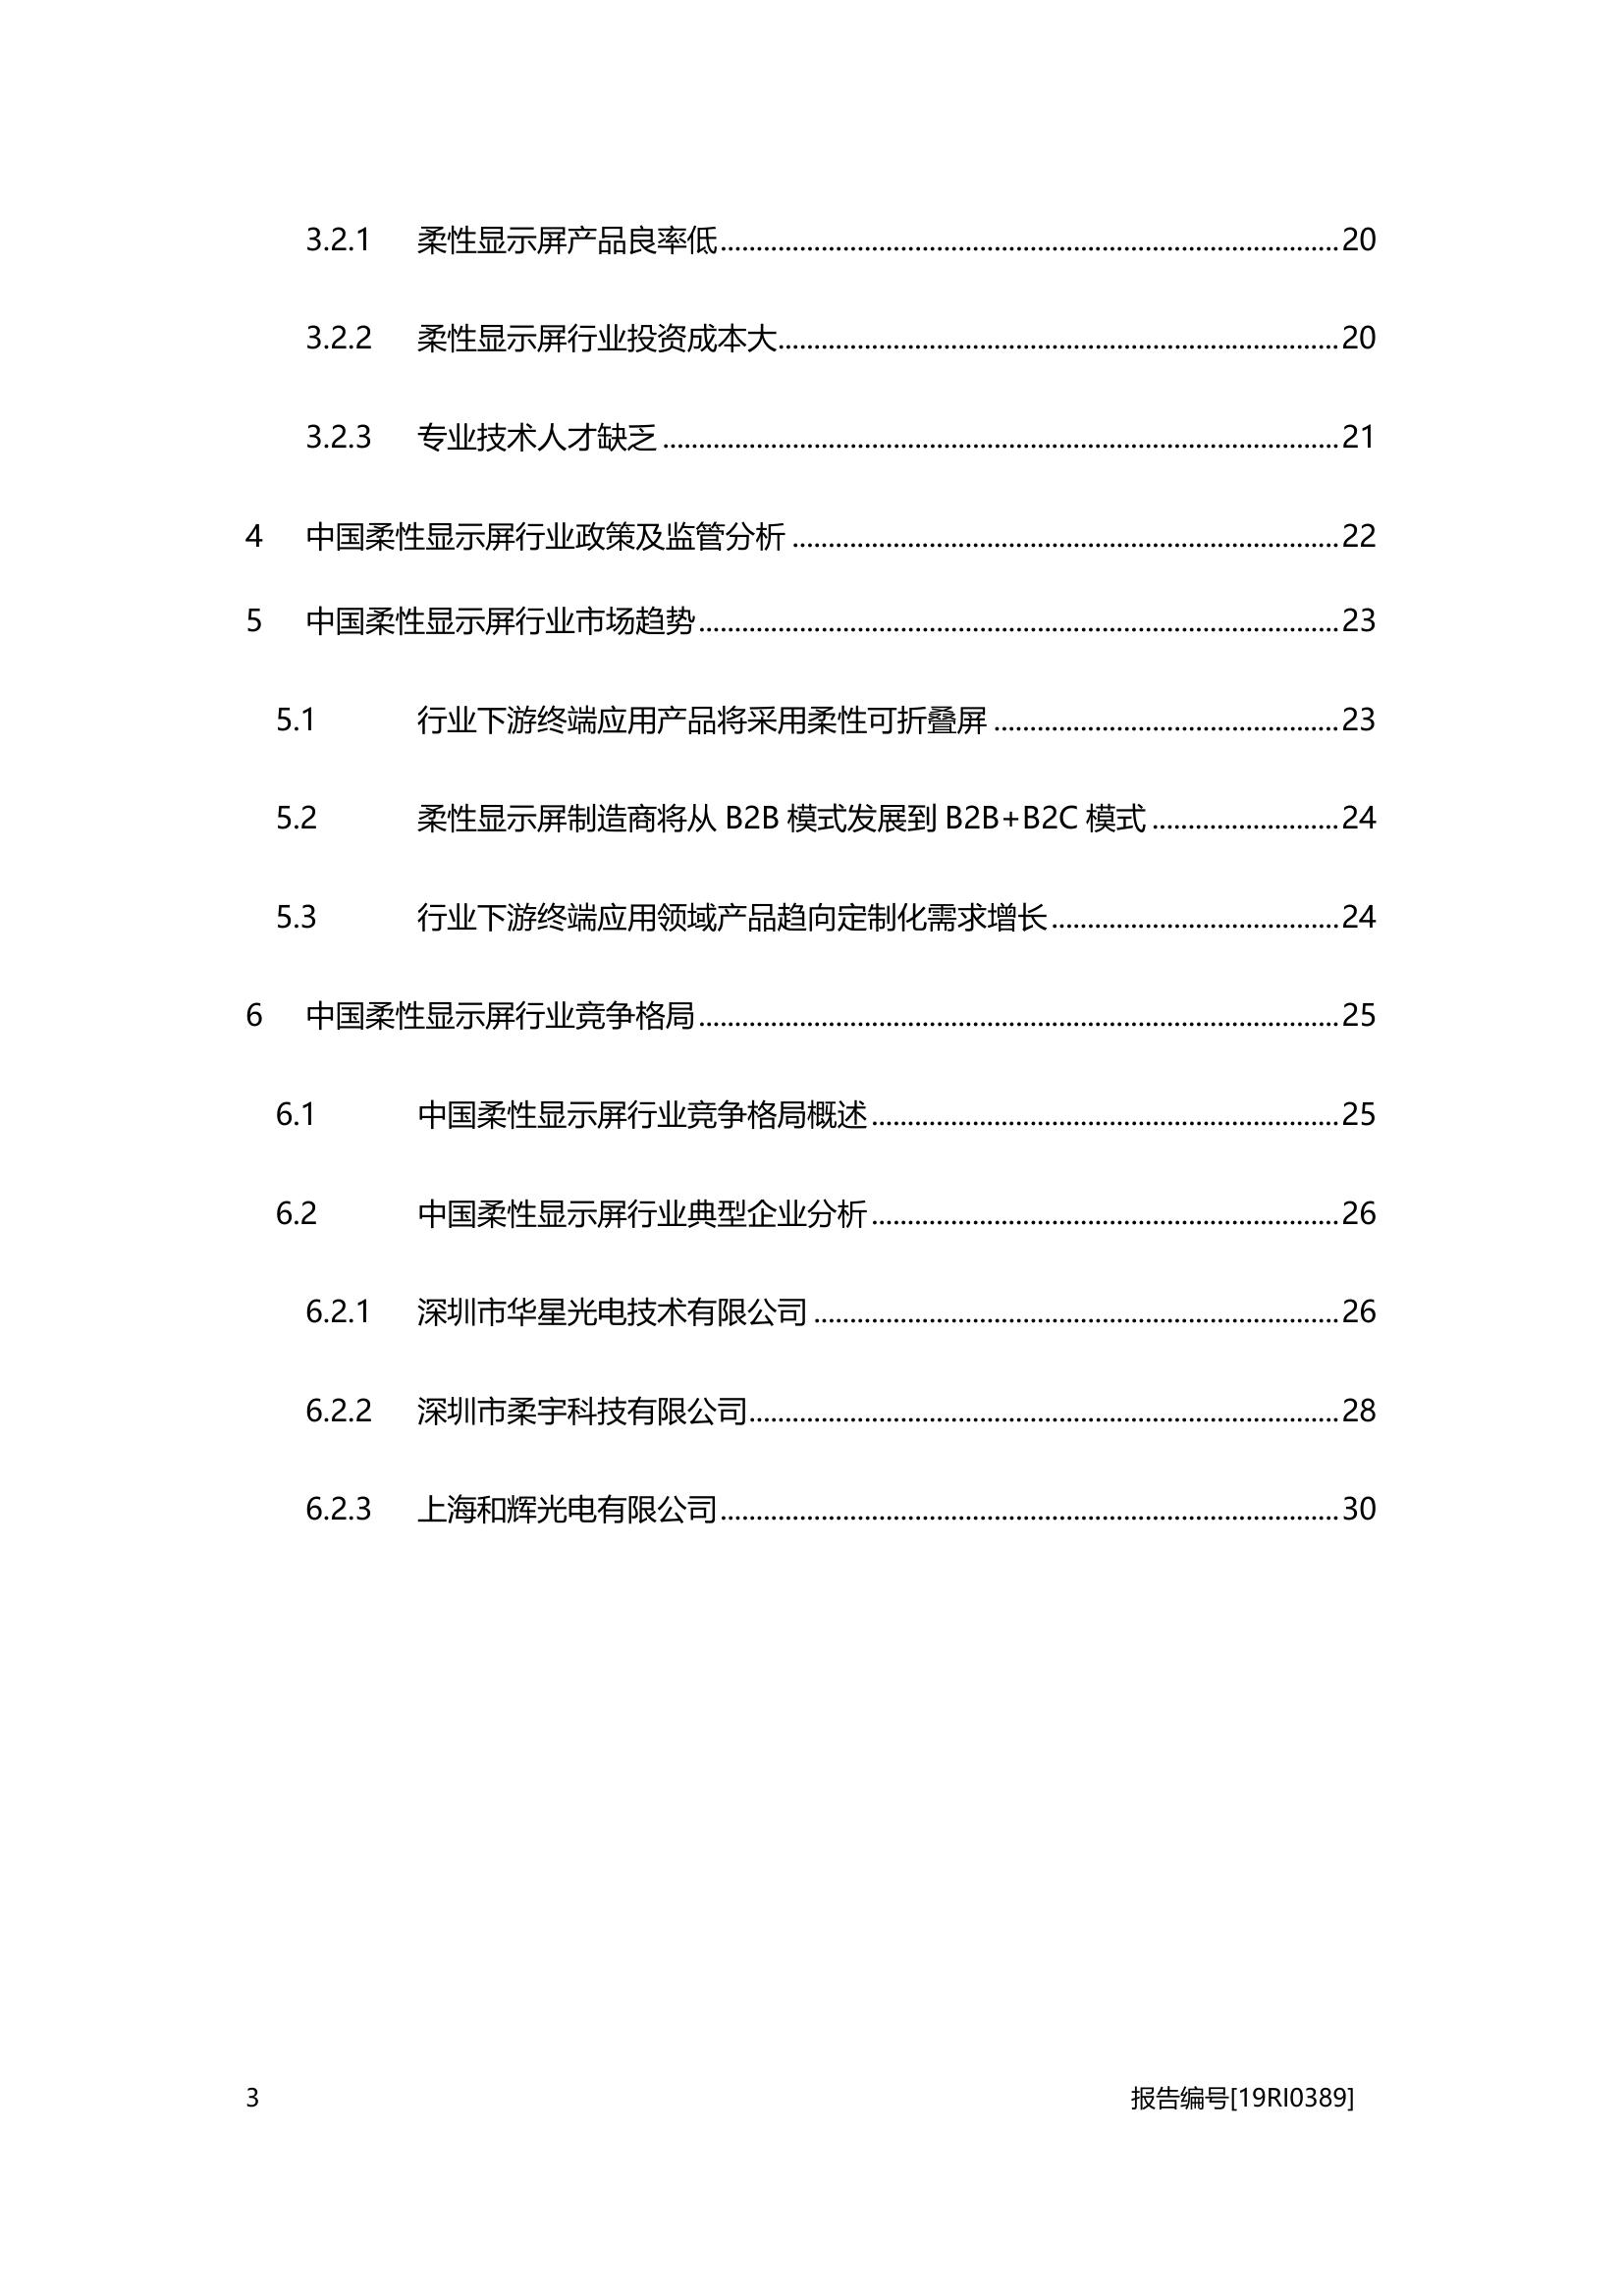 3.2.1 柔性显示屏产品良率低 20
3.2.2 柔性显示屏行业投资成本大 20
3.2.3 专业技术人才缺乏 21
4 中国柔性显示屏行业政策及监管分析 22
5 中国柔性显示屏行业市场趋势 23
5.1 行业下游终端应用产品将采用柔性可折叠屏 23
5.2 柔性显示屏制造商将从 B2B 模式发展到 B2B+B2C 模式 24
5.3 行业下游终端应用领域产品趋向定制化需求增长 24
6 中国柔性显示屏行业竞争格局 25
6.1 中国柔性显示屏行业竞争格局概述 25
6.2 中国柔性显示屏行业典型企业分析 26
6.2.1 深圳市华星光电技术有限公司 26
6.2.2 深圳市柔宇科技有限公司 28
6.2.3 上海和辉光电有限公司 30
3 报告编号[19RI0389]